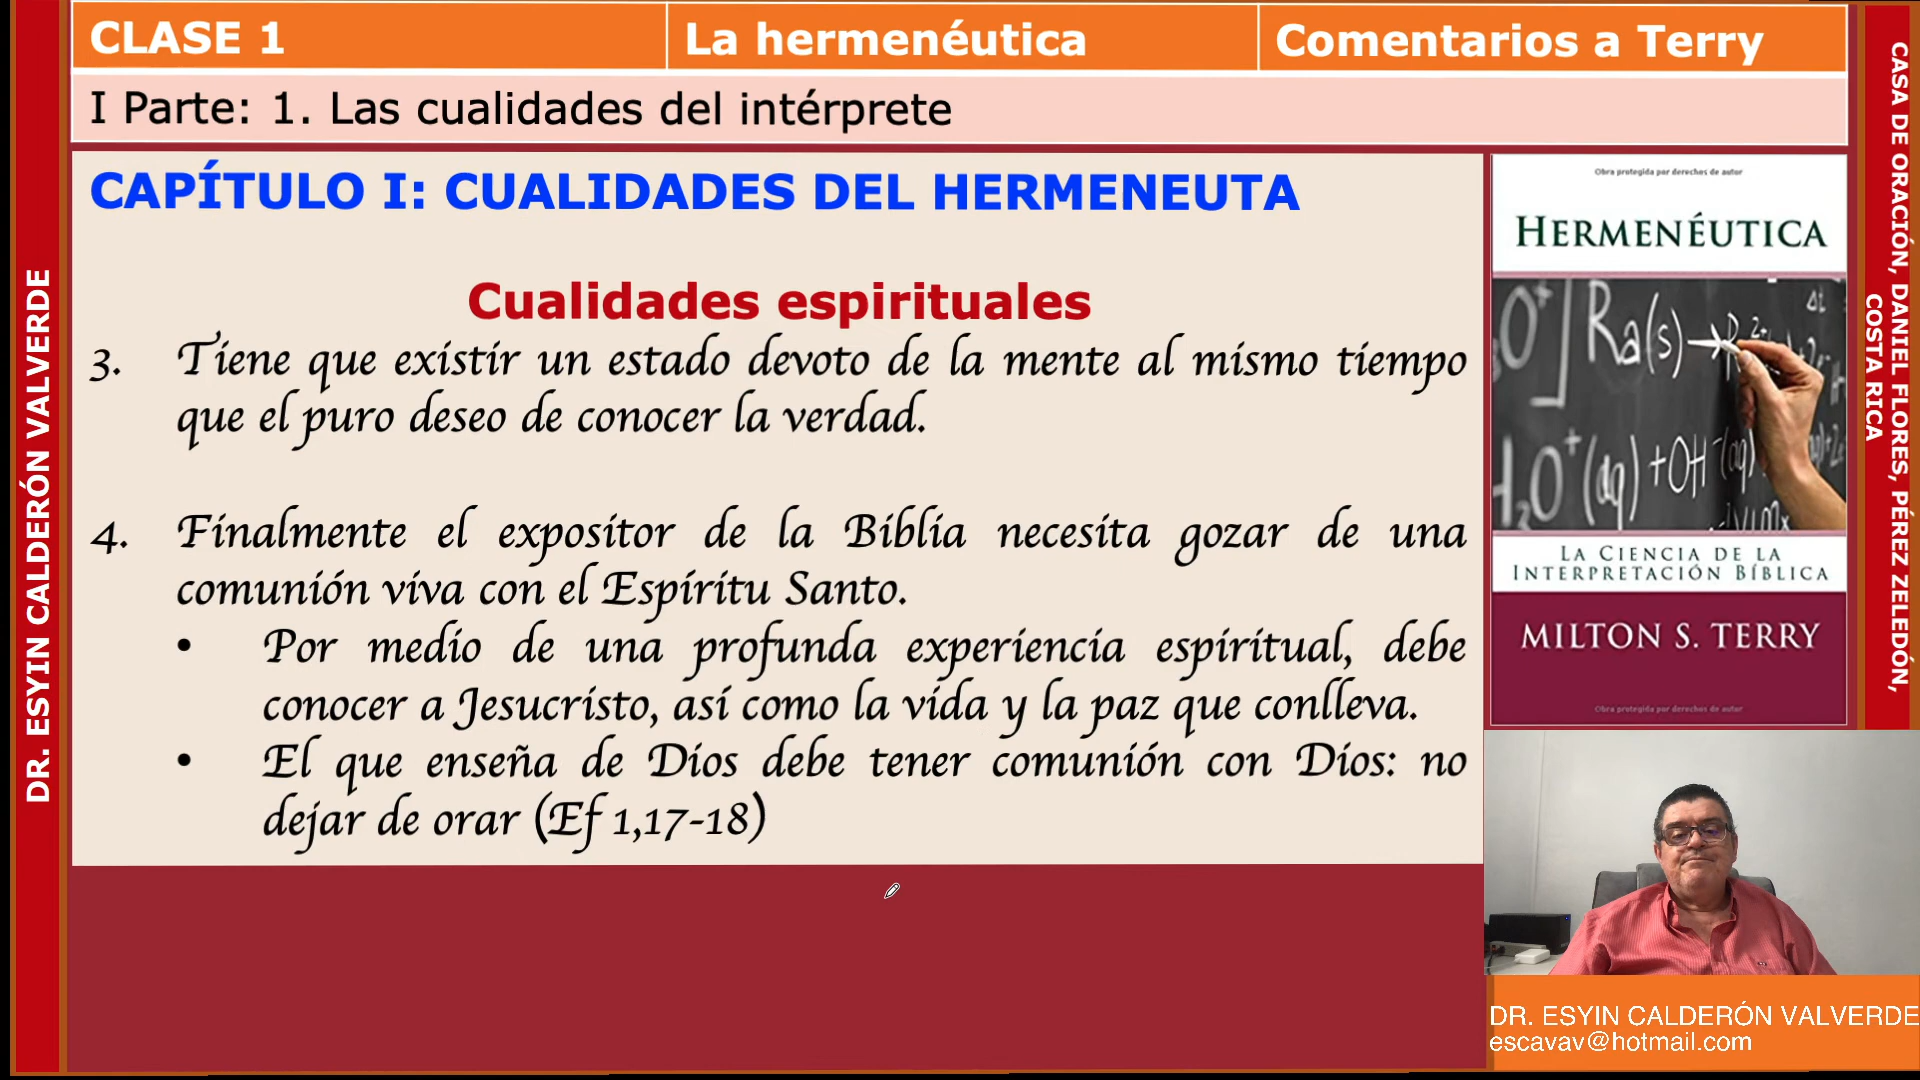 CLASE 1
La hermenéutica
Comentarios a Terry
I Parte: 1. Las cualidades del intérprete
CAPÍTULO I: CUALIDADES DEL HERMENEUTA
Cualidades espirituales
3. Tiene que existir un estado devoto de la mente al mismo tiempo
que el puro deseo de conocer la verdad.
4. Finalmente el expositor de la Biblia necesita gozar de una
comunión viva con el Espíritu Santo.
• Por medio de una profunda experiencia espiritual, debe
conocer a Jesucristo, así como la vida y la paz que conlleva.
• El que enseña de Dios debe tener comunión con Dios: no
dejar de orar (Ef 1,17-18)
DR. ESYIN CALDERÓN VALVERDE
Obra protegida por derechos de autor
HERMENÉUTICA
Ra(s)
(aq) + OH
LA CIENCIA DE LA
INTERPRETACIÓN BÍBLICA
MILTON S. TERRY
Obra protegida por derechos de autor
CASA DE ORACIÓN, DANIEL FLORES, PÉREZ ZELEDÓN,
COSTA RICA
DR. ESYIN CALDERÓN VALVERDE
escavav@hotmail.com